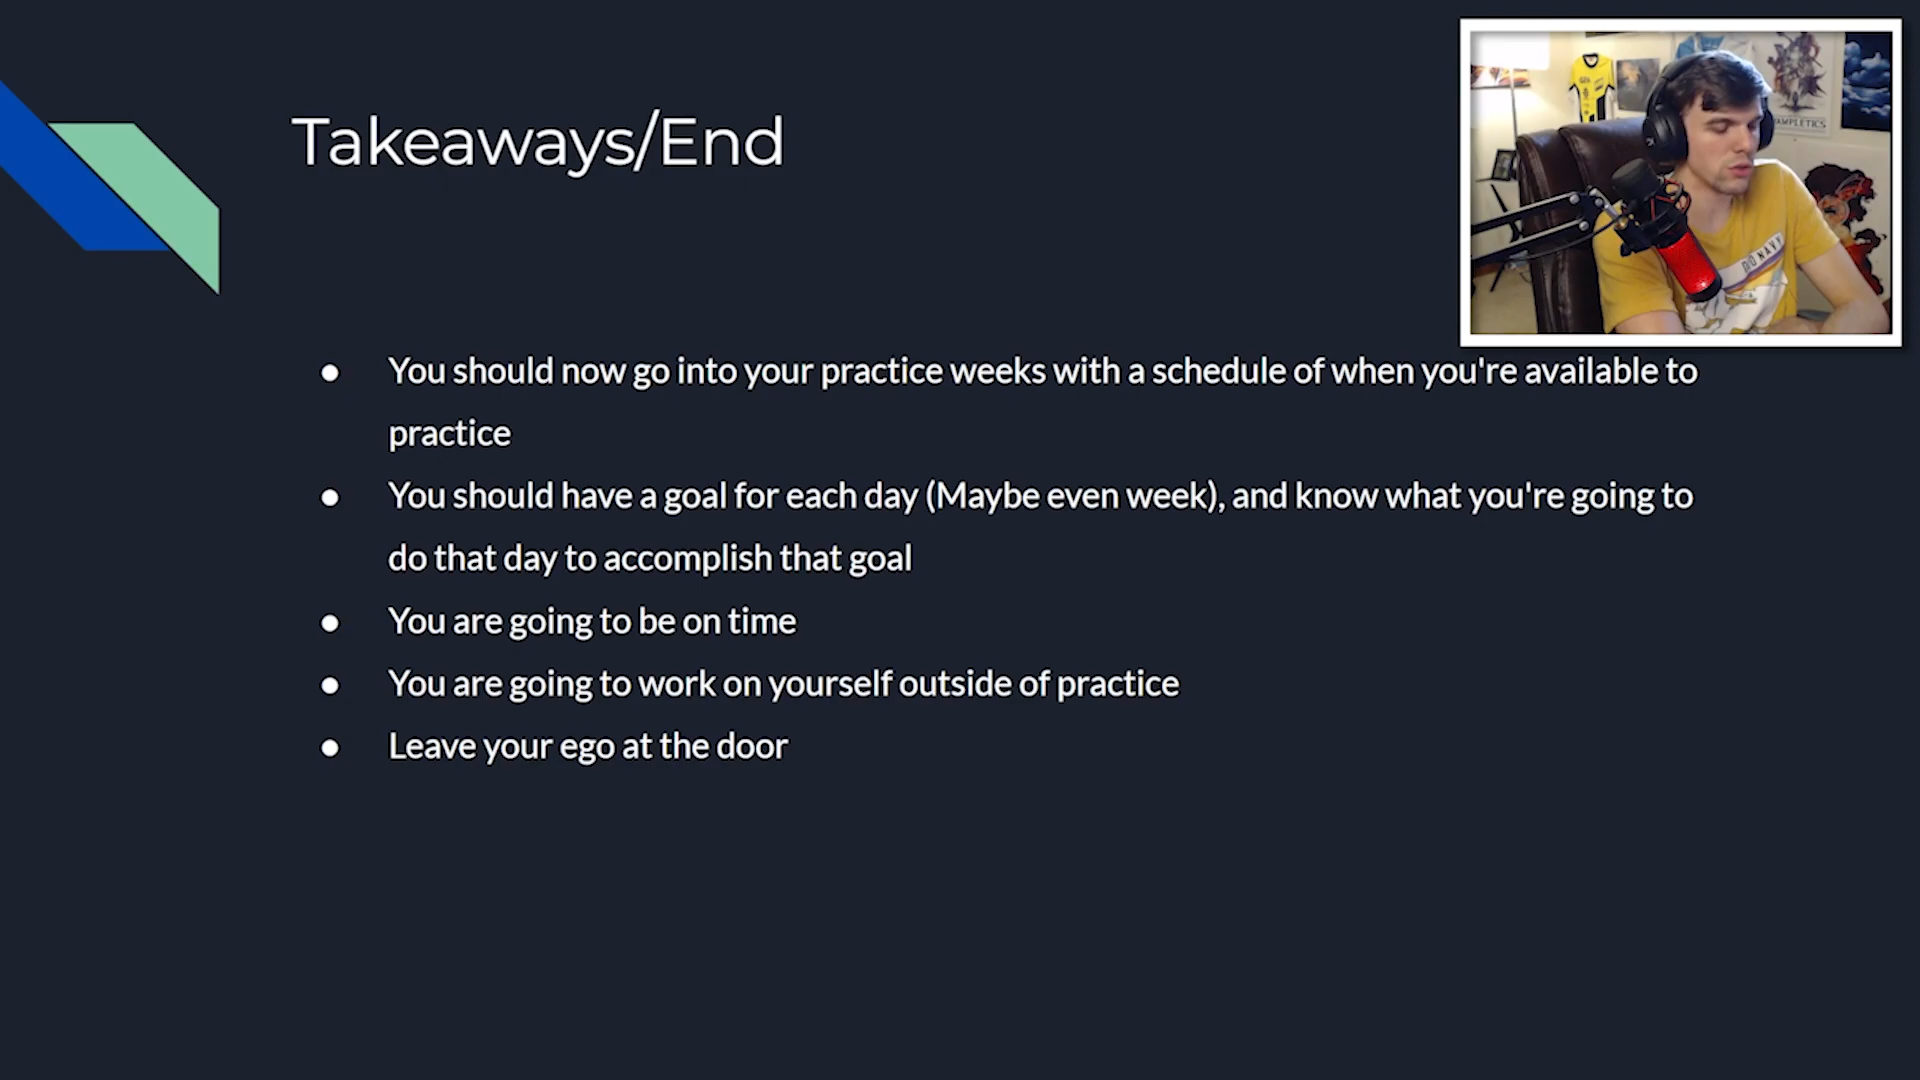 Takeaways/End
AMPLETICS
DO NAVY
● You should now go into your practice weeks with a schedule of when you're available to
practice
● You should have a goal for each day (Maybe even week), and know what you're going to
do that day to accomplish that goal
● You are going to be on time
● You are going to work on yourself outside of practice
● Leave your ego at the door